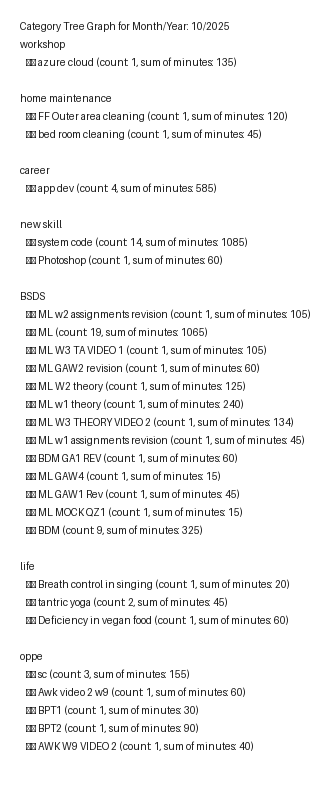 Category Tree Graph for Month/Year: 10/2025
workshop
azure cloud (count: 1, sum of minutes: 135)
home maintenance
FF Outer area cleaning (count: 1, sum of minutes: 120)
bed room cleaning (count: 1, sum of minutes: 45)
career
app dev (count: 4, sum of minutes: 585)
new skill
system code (count: 14, sum of minutes: 1085)
Photoshop (count: 1, sum of minutes: 60)
BSDS
ML w2 assignments revision (count: 1, sum of minutes: 105)
ML (count: 19, sum of minutes: 1065)
ML W3 TA VIDEO 1 (count: 1, sum of minutes: 105)
ML GAW2 revision (count: 1, sum of minutes: 60)
ML W2 theory (count: 1, sum of minutes: 125)
ML w1 theory (count: 1, sum of minutes: 240)
ML W3 THEORY VIDEO 2 (count: 1, sum of minutes: 134)
ML w1 assignments revision (count: 1, sum of minutes: 45)
BDM GA1 REV (count: 1, sum of minutes: 60)
ML GAW4 (count: 1, sum of minutes: 15)
ML GAW1 Rev (count: 1, sum of minutes: 45)
ML MOCK QZ1 (count: 1, sum of minutes: 15)
BDM (count: 9, sum of minutes: 325)
life
Breath control in singing (count: 1, sum of minutes: 20)
tantric yoga (count: 2, sum of minutes: 45)
Deficiency in vegan food (count: 1, sum of minutes: 60)
oppe
sc (count: 3, sum of minutes: 155)
Awk video 2 w9 (count: 1, sum of minutes: 60)
BPT1 (count: 1, sum of minutes: 30)
BPT2 (count: 1, sum of minutes: 90)
AWK W9 VIDEO 2 (count: 1, sum of minutes: 40)